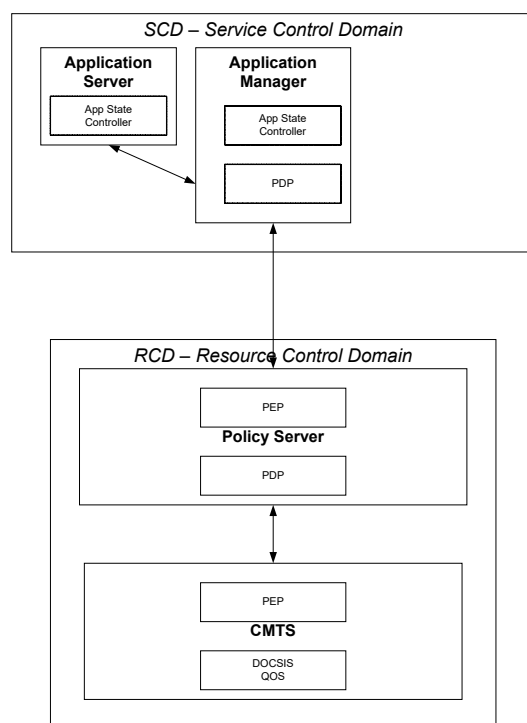 SCD – Service Control Domain
Application
Server
App State
Controller
Application
Manager
App State
Controller
PDP
RCD – Resource Control Domain
PEP
Policy Server
PDP
PEP
CMTS
DOCSIS
QOS